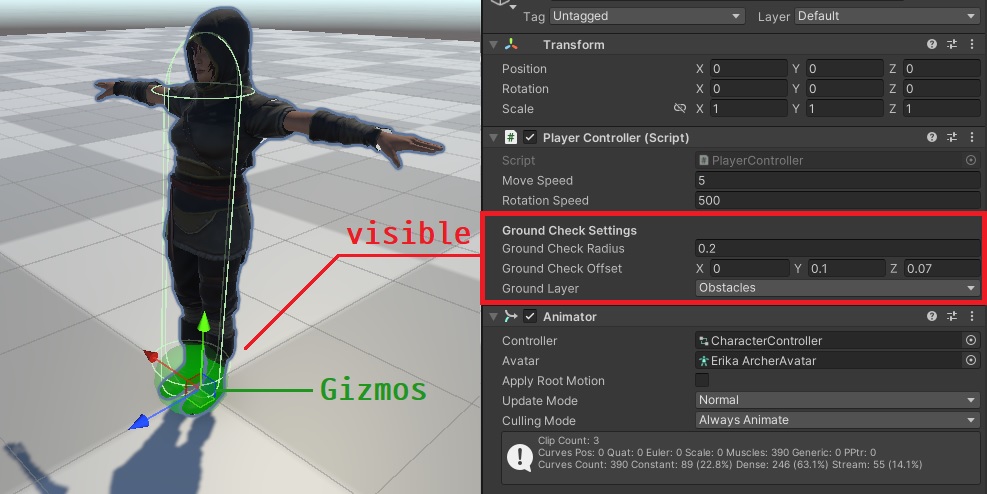 Tag Untagged Layer Default
Transform
Position X 0 Y 0 Z 0
Rotation X 0 Y 0 Z 0
Scale X 1 Y 1 Z 1
# Player Controller (Script)
Script # PlayerController
Move Speed 5
Rotation Speed 500
visible
Ground Check Settings
Ground Check Radius 0.2
Ground Check Offset X 0 Y 0.1 Z 0.07
Ground Layer Obstacles
Animator
Controller CharacterController
Avatar Erika ArcherAvatar
Apply Root Motion
Gizmos
Update Mode Normal
Culling Mode Always Animate
Clip Count: 3
Curves Pos: 0 Quat: 0 Euler: 0 Scale: 0 Muscles: 390 Generic: 0 PPtr: 0
Curves Count: 390 Constant: 89 (22.8%) Dense: 246 (63.1%) Stream: 55 (14.1%)